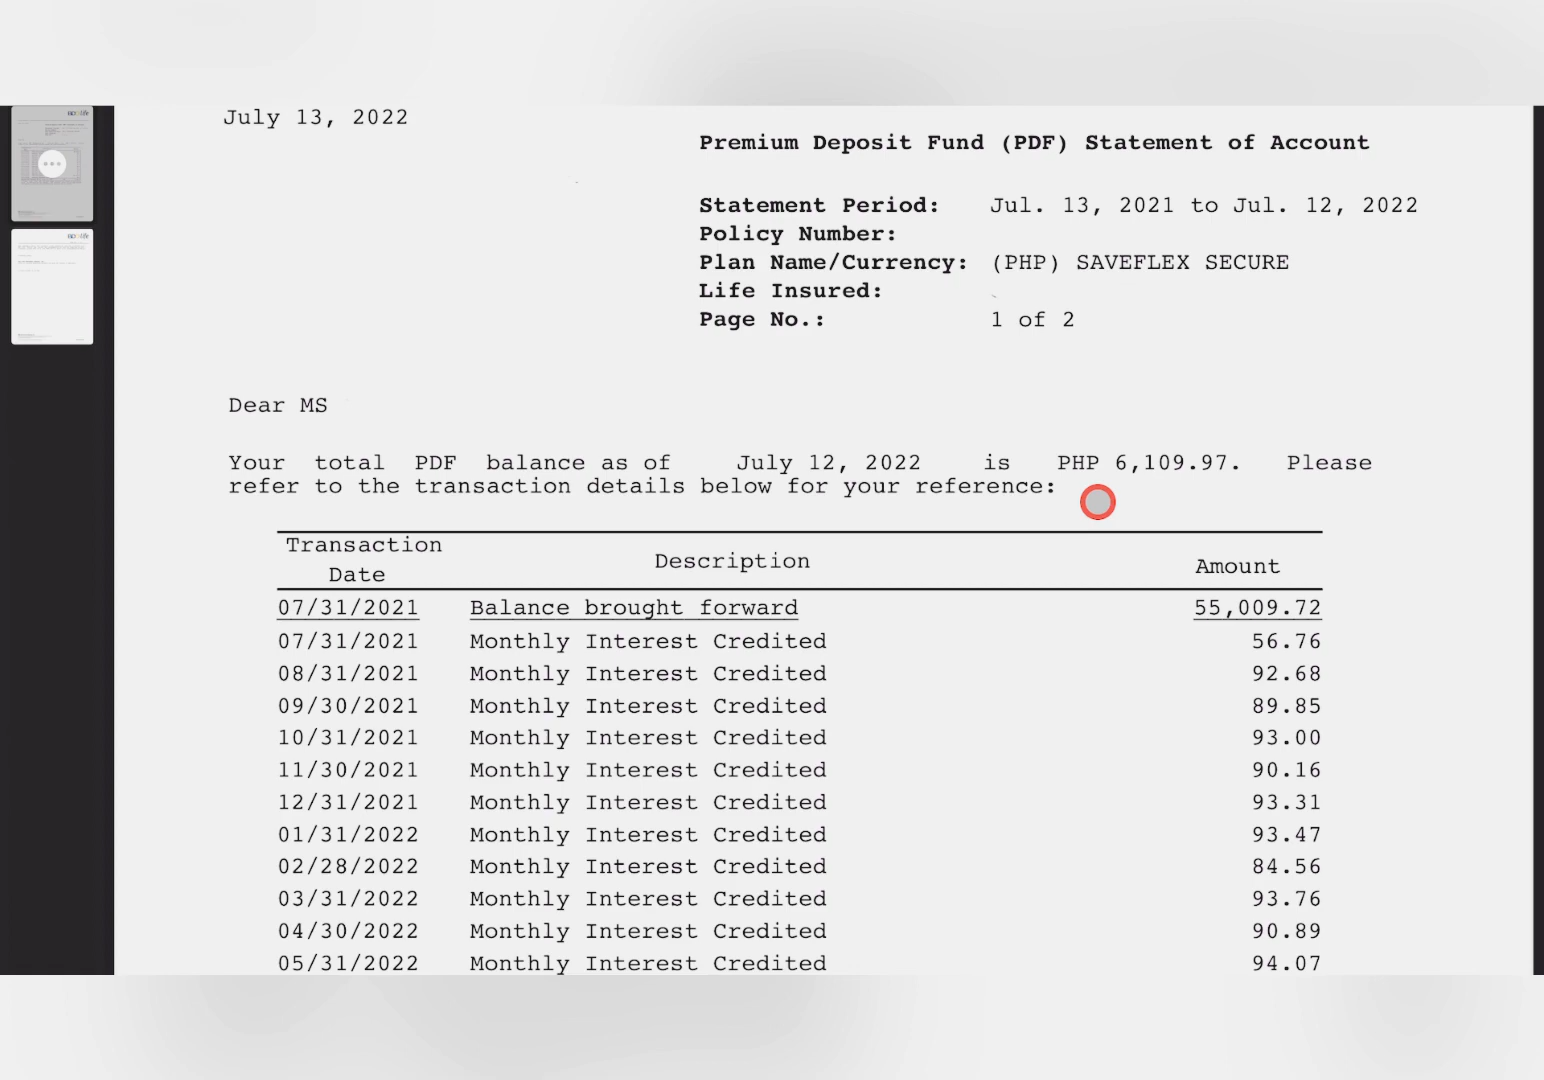 July 13, 2022
Premium Deposit Fund (PDF) Statement of Account
Statement Period: Jul. 13, 2021 to Jul. 12, 2022
Policy Number:
Plan Name/Currency: (PHP) SAVEFLEX SECURE
Life Insured:
Page No.: 1 of 2
Dear MS
Your total PDF balance as of July 12, 2022 is PHP 6,109.97. Please
refer to the transaction details below for your reference:
Transaction Date Description Amount
07/31/2021 Balance brought forward 55,009.72
07/31/2021 Monthly Interest Credited 56.76
08/31/2021 Monthly Interest Credited 92.68
09/30/2021 Monthly Interest Credited 89.85
10/31/2021 Monthly Interest Credited 93.00
11/30/2021 Monthly Interest Credited 90.16
12/31/2021 Monthly Interest Credited 93.31
01/31/2022 Monthly Interest Credited 93.47
02/28/2022 Monthly Interest Credited 84.56
03/31/2022 Monthly Interest Credited 93.76
04/30/2022 Monthly Interest Credited 90.89
05/31/2022 Monthly Interest Credited 94.07